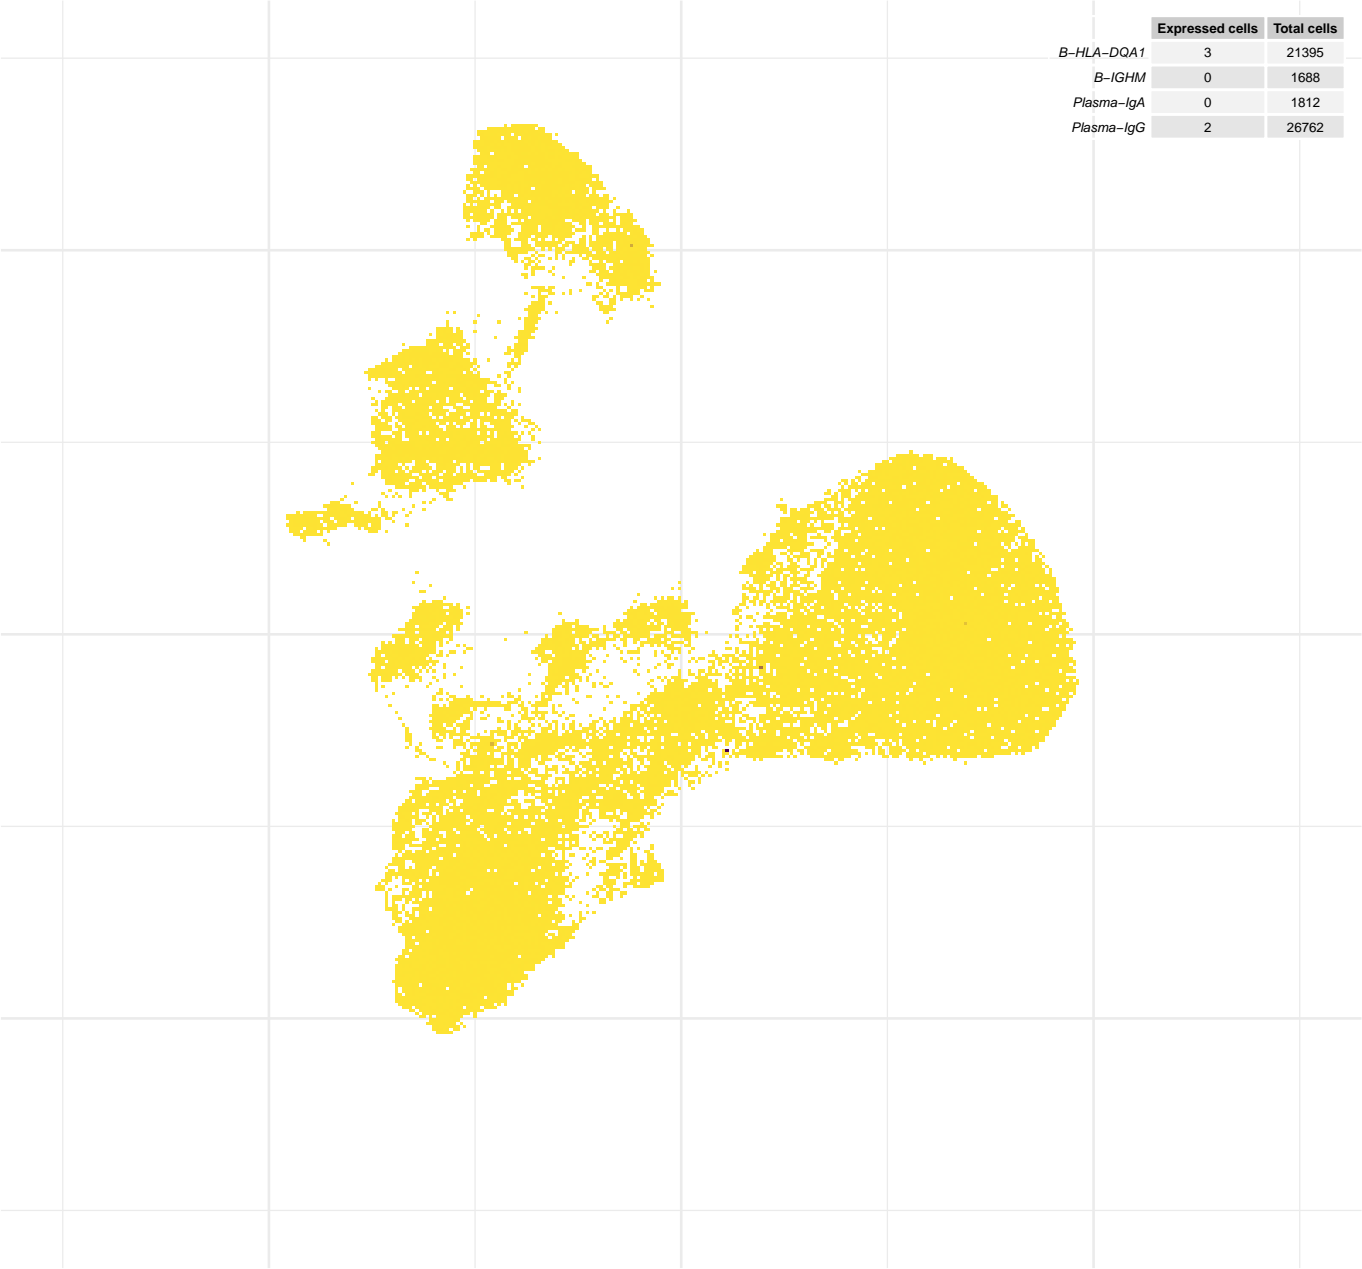 Expressed cells Total cells
B−HLA−DQA1 3 21395
B−IGHM 0 1688
Plasma−IgA 0 1812
Plasma−IgG 2 26762